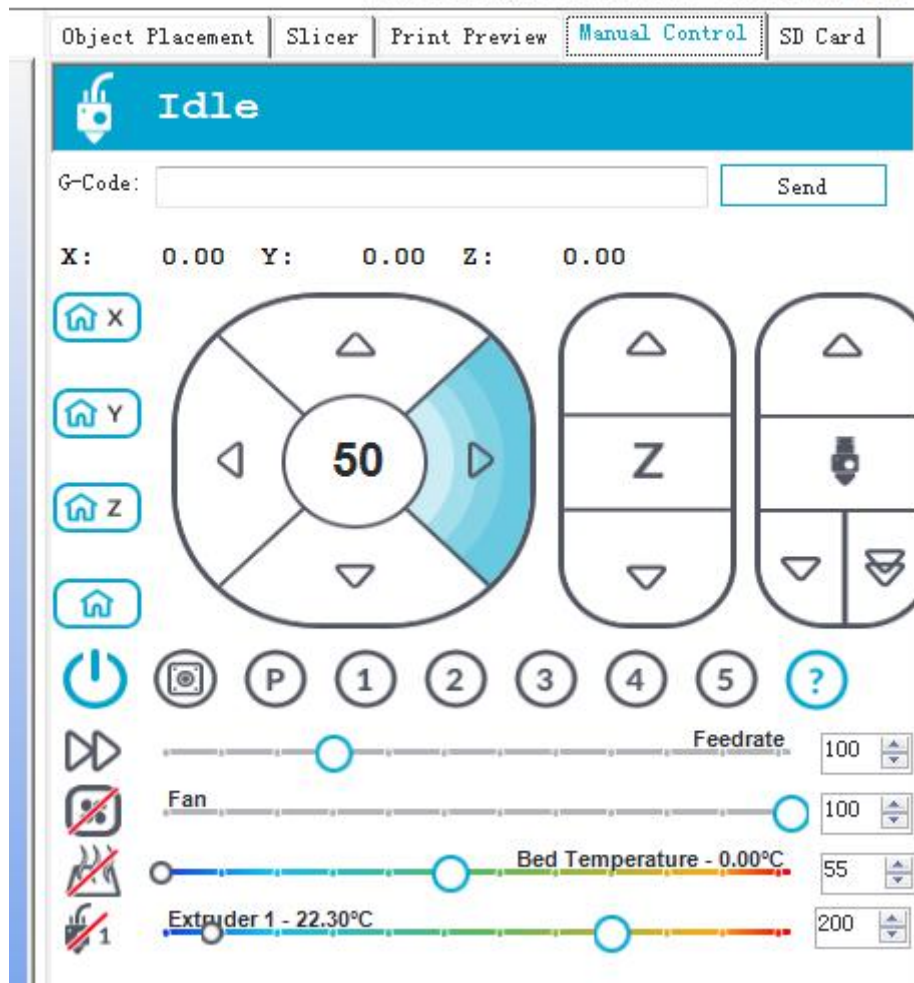 Object Placement Slicer Print Preview Manual Control SD Card
Idle
G-Code: Send
X: 0.00 Y: 0.00 Z: 0.00
X
Y
50 Z
Z
P 1 2 3 4 5 ?
Feedrate 100
Fan 100
Bed Temperature - 0.00°C 55
1 Extruder 1 - 22.30°C 200